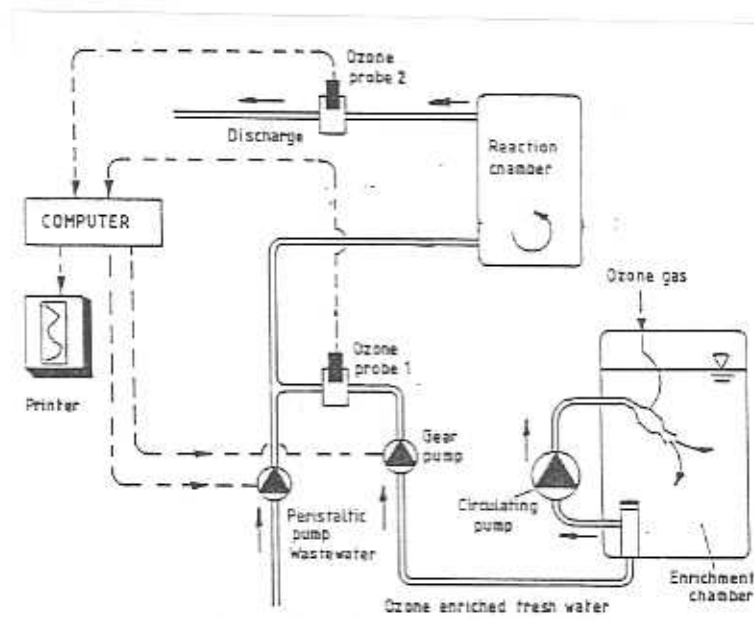 Ozone
probe 2
Discharge
Reaction
chamber
COMPUTER
Ozone gas
Ozone
probe 1
Printer
Gear
pump
Circulating
pump
Peristaltic
pump
Wastewater
Enrichment
chamber
Ozone enriched fresh water